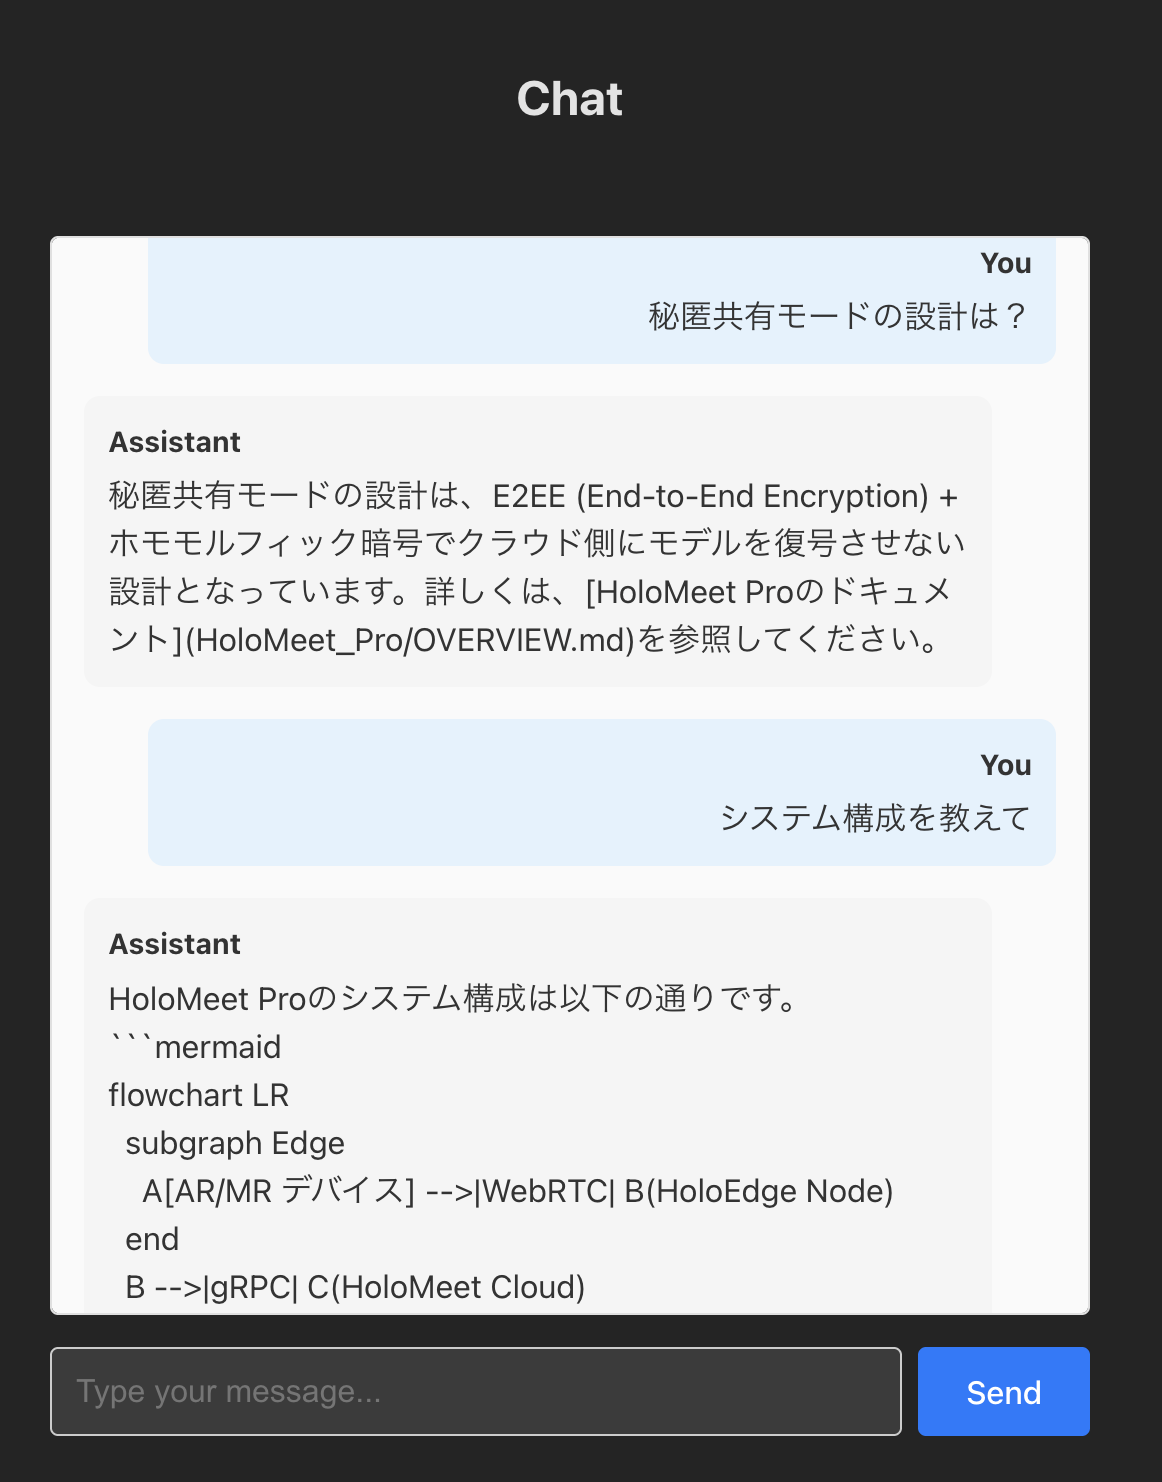 Chat
You
秘匿共有モードの設計は？
Assistant
秘匿共有モードの設計は、E2EE (End-to-End Encryption) +
ホモモルフィック暗号でクラウド側にモデルを復号させない
設計となっています。詳しくは、[HoloMeet Proのドキュメ
ント](HoloMeet_Pro/OVERVIEW.md)を参照してください。
You
システム構成を教えて
Assistant
HoloMeet Proのシステム構成は以下の通りです。
```mermaid
flowchart LR
  subgraph Edge
    A[AR/MR デバイス] -->|WebRTC| B(HoloEdge Node)
  end
  B -->|gRPC| C(HoloMeet Cloud)
Type your message...
Send